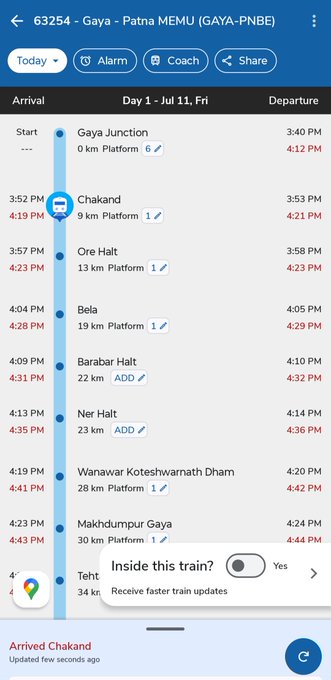 63254 - Gaya - Patna MEMU (GAYA-PNBE)
Today Alarm Coach Share
Arrival Day 1 - Jul 11, Fri Departure
Start Gaya Junction 3:40 PM
--- 0 km Platform 6 4:12 PM
3:52 PM Chakand 3:53 PM
4:19 PM 9 km Platform 1 4:21 PM
3:57 PM Ore Halt 3:58 PM
4:23 PM 13 km Platform 1 4:23 PM
4:04 PM Bela 4:05 PM
4:28 PM 19 km Platform 1 4:29 PM
4:09 PM Barabar Halt 4:10 PM
4:31 PM 22 km ADD 4:32 PM
4:13 PM Ner Halt 4:14 PM
4:35 PM 23 km ADD 4:36 PM
4:19 PM Wanawar Koteshwarnath Dham 4:20 PM
4:41 PM 28 km Platform 1 4:42 PM
4:23 PM Makhdumpur Gaya 4:24 PM
4:43 PM 30 km Platform 1 4:44 PM
Inside this train? Yes
Receive faster train updates
34 km
Arrived Chakand
Updated few seconds ago